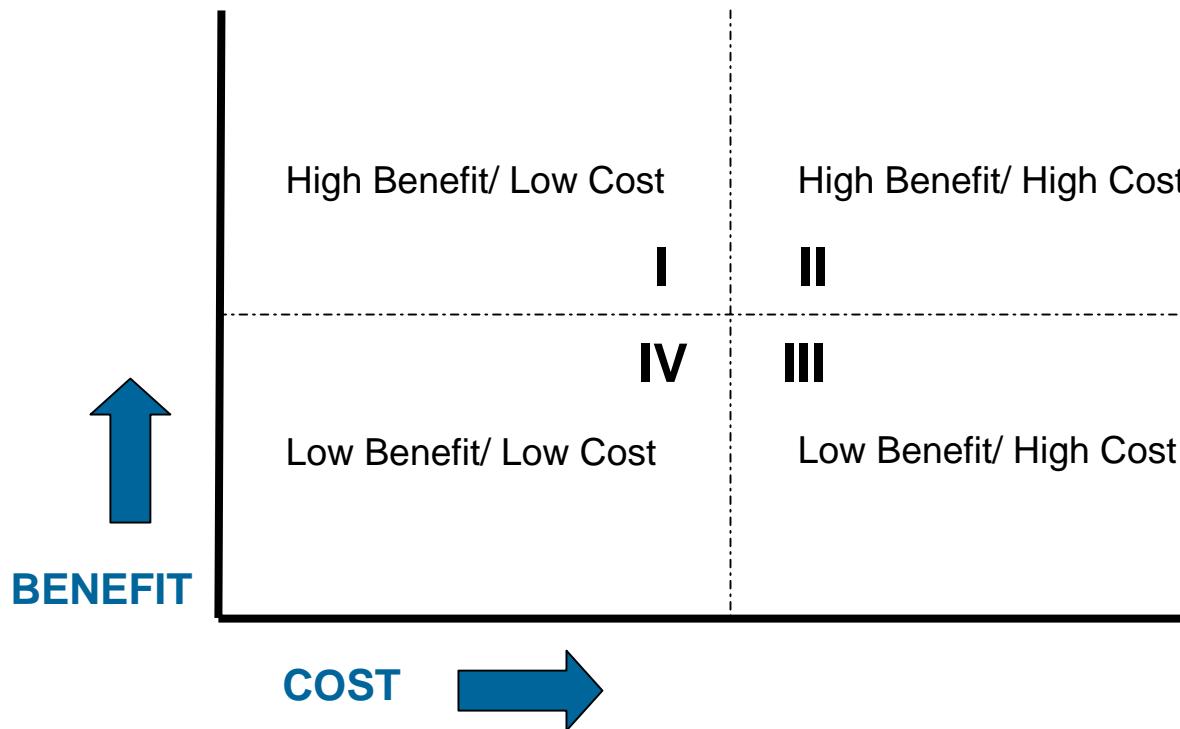 High Benefit/ Low Cost
High Benefit/ High Cost
I
II
IV
III
Low Benefit/ Low Cost
Low Benefit/ High Cost
BENEFIT
COST